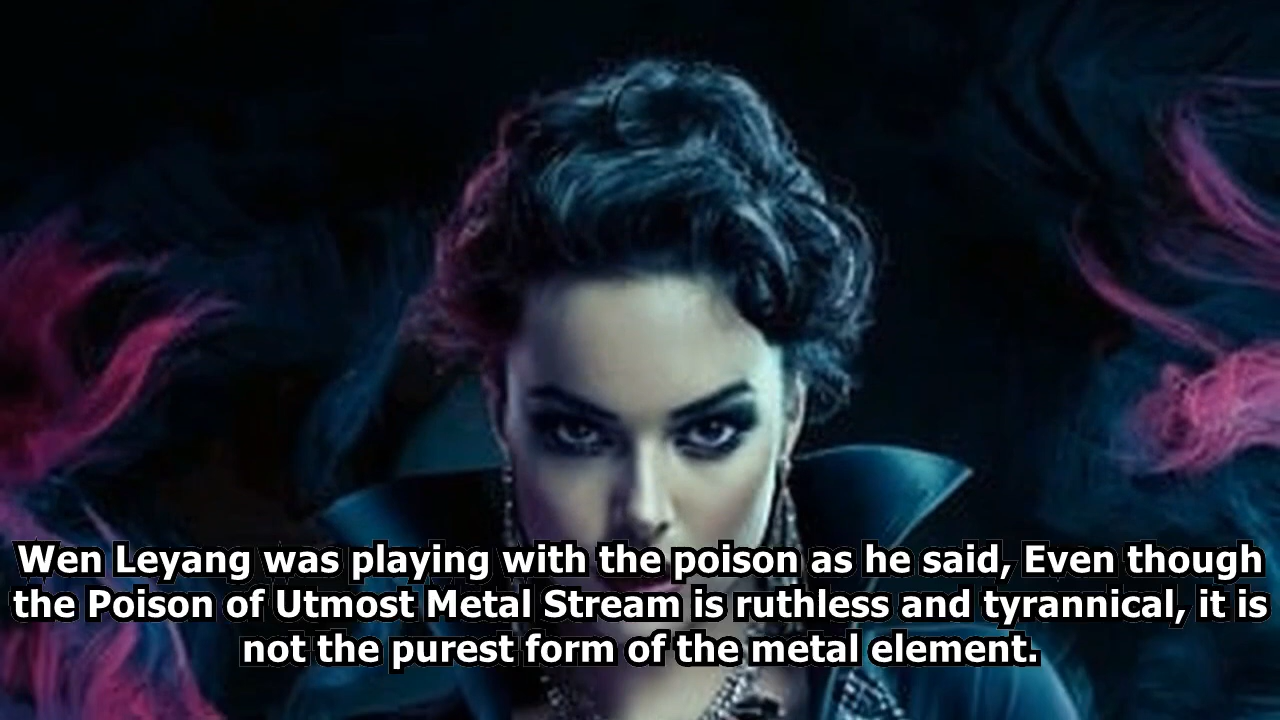 Wen Leyang was playing with the poison as he said, Even though
the Poison of Utmost Metal Stream is ruthless and tyrannical, it is
not the purest form of the metal element.